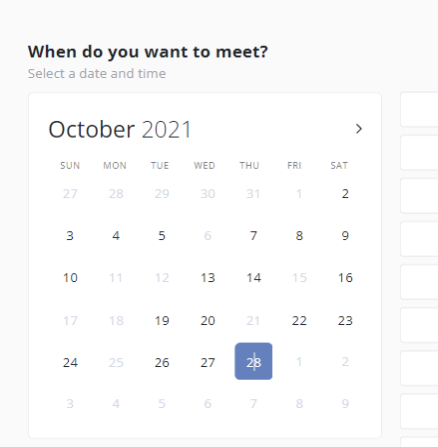 When do you want to meet?
Select a date and time
October 2021
SUN MON TUE WED THU FRI SAT
27 28 29 30 31 1 2
3 4 5 6 7 8 9
10 11 12 13 14 15 16
17 18 19 20 21 22 23
24 25 26 27 28 1 2
3 4 5 6 7 8 9